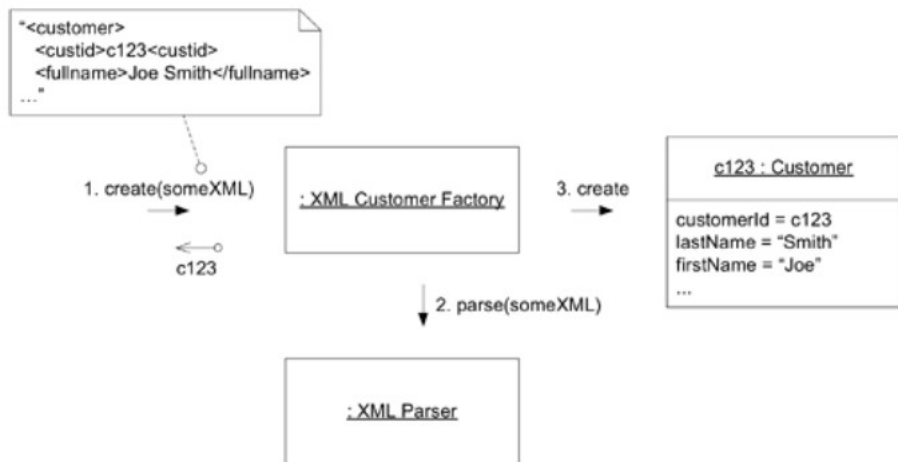 “<customer>
<custid>c123<custid>
<fullname>Joe Smith</fullname>
...”
1. create(someXML)
c123
: XML Customer Factory
3. create
c123 : Customer
customerId = c123
lastName = “Smith”
firstName = “Joe”
...
2. parse(someXML)
: XML Parser